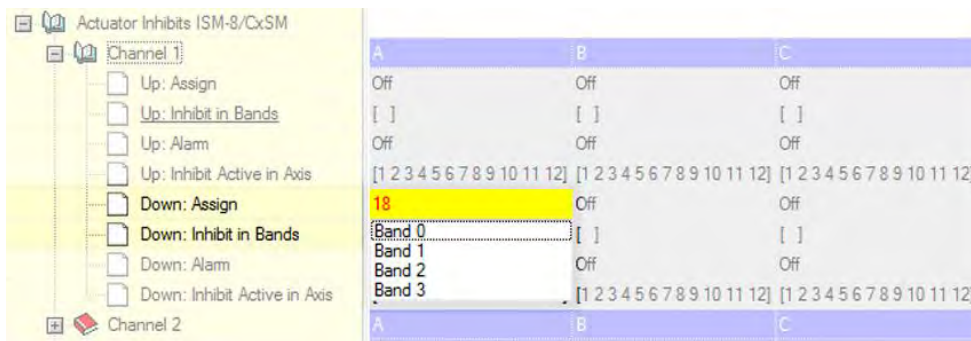 Actuator Inhibits ISM-8/CxSM
Channel 1 A B C
Up: Assign Off Off Off
Up: Inhibit in Bands [ ] [ ] [ ]
Up: Alarm Off Off Off
Up: Inhibit Active in Axis [1 2 3 4 5 6 7 8 9 10 11 12] [1 2 3 4 5 6 7 8 9 10 11 12] [1 2 3 4 5 6 7 8 9 10 11 12]
Down: Assign 18 Off Off
Down: Inhibit in Bands Band 0 [ ] [ ]
Band 1
Down: Alarm Band 2 Off Off
Down: Inhibit Active in Axis Band 3 [1 2 3 4 5 6 7 8 9 10 11 12] [1 2 3 4 5 6 7 8 9 10 11 12]
Channel 2 A B C